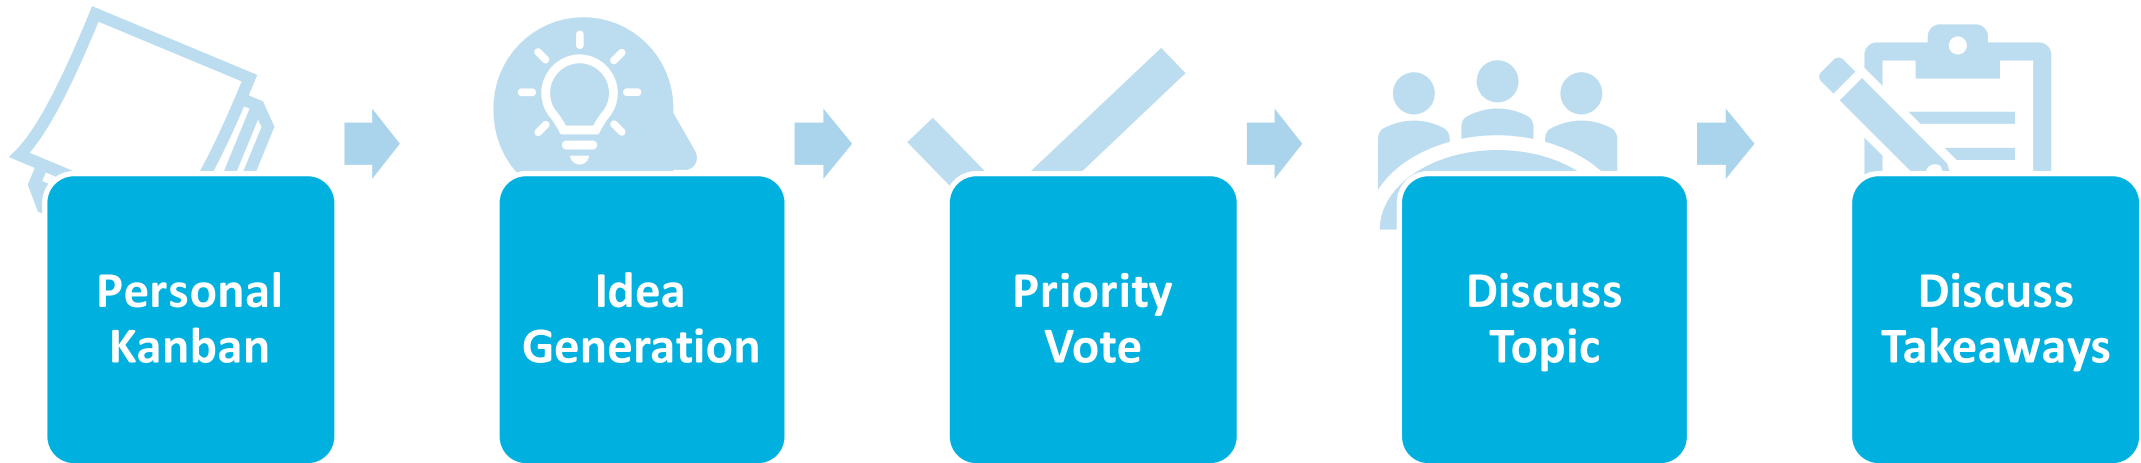 Personal
Kanban
Idea
Generation
Priority
Vote
Discuss
Topic
Discuss
Takeaways